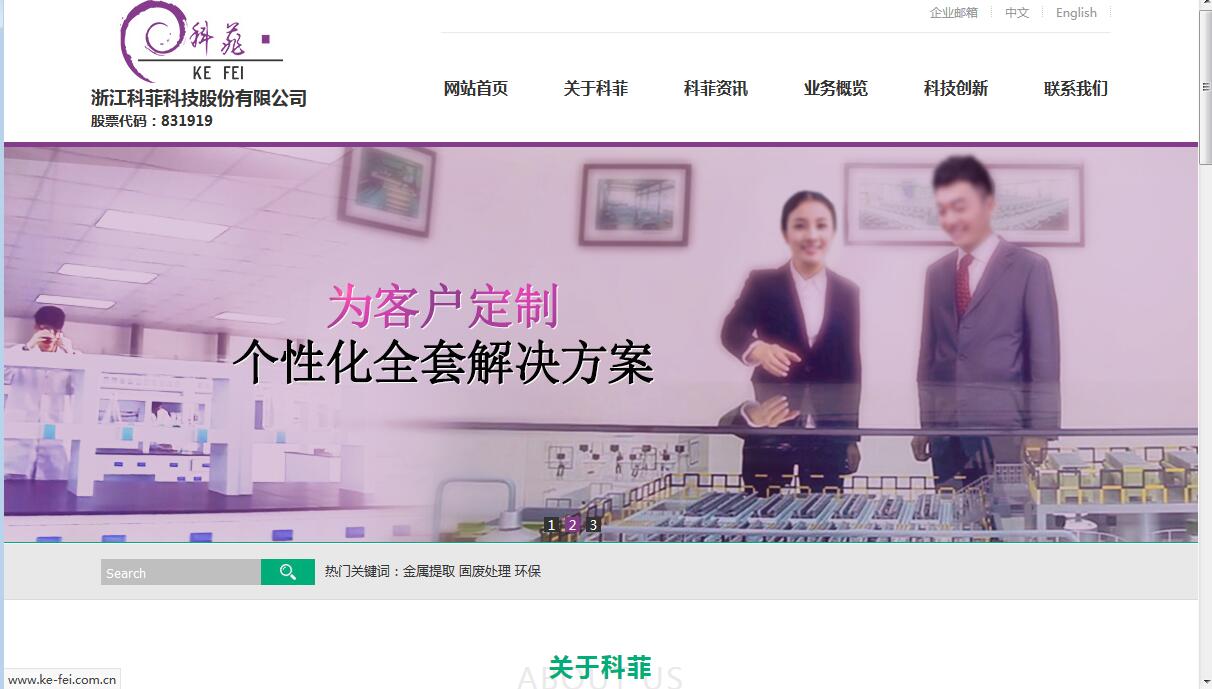 企业邮箱 中文 English
科菲
KE FEI
浙江科菲科技股份有限公司
股票代码：831919
网站首页 关于科菲 科菲资讯 业务概览 科技创新 联系我们
为客户定制
个性化全套解决方案
1 2 3
Search 热门关键词：金属提取 固废处理 环保
关于科菲
ABOUT US
www.ke-fei.com.cn